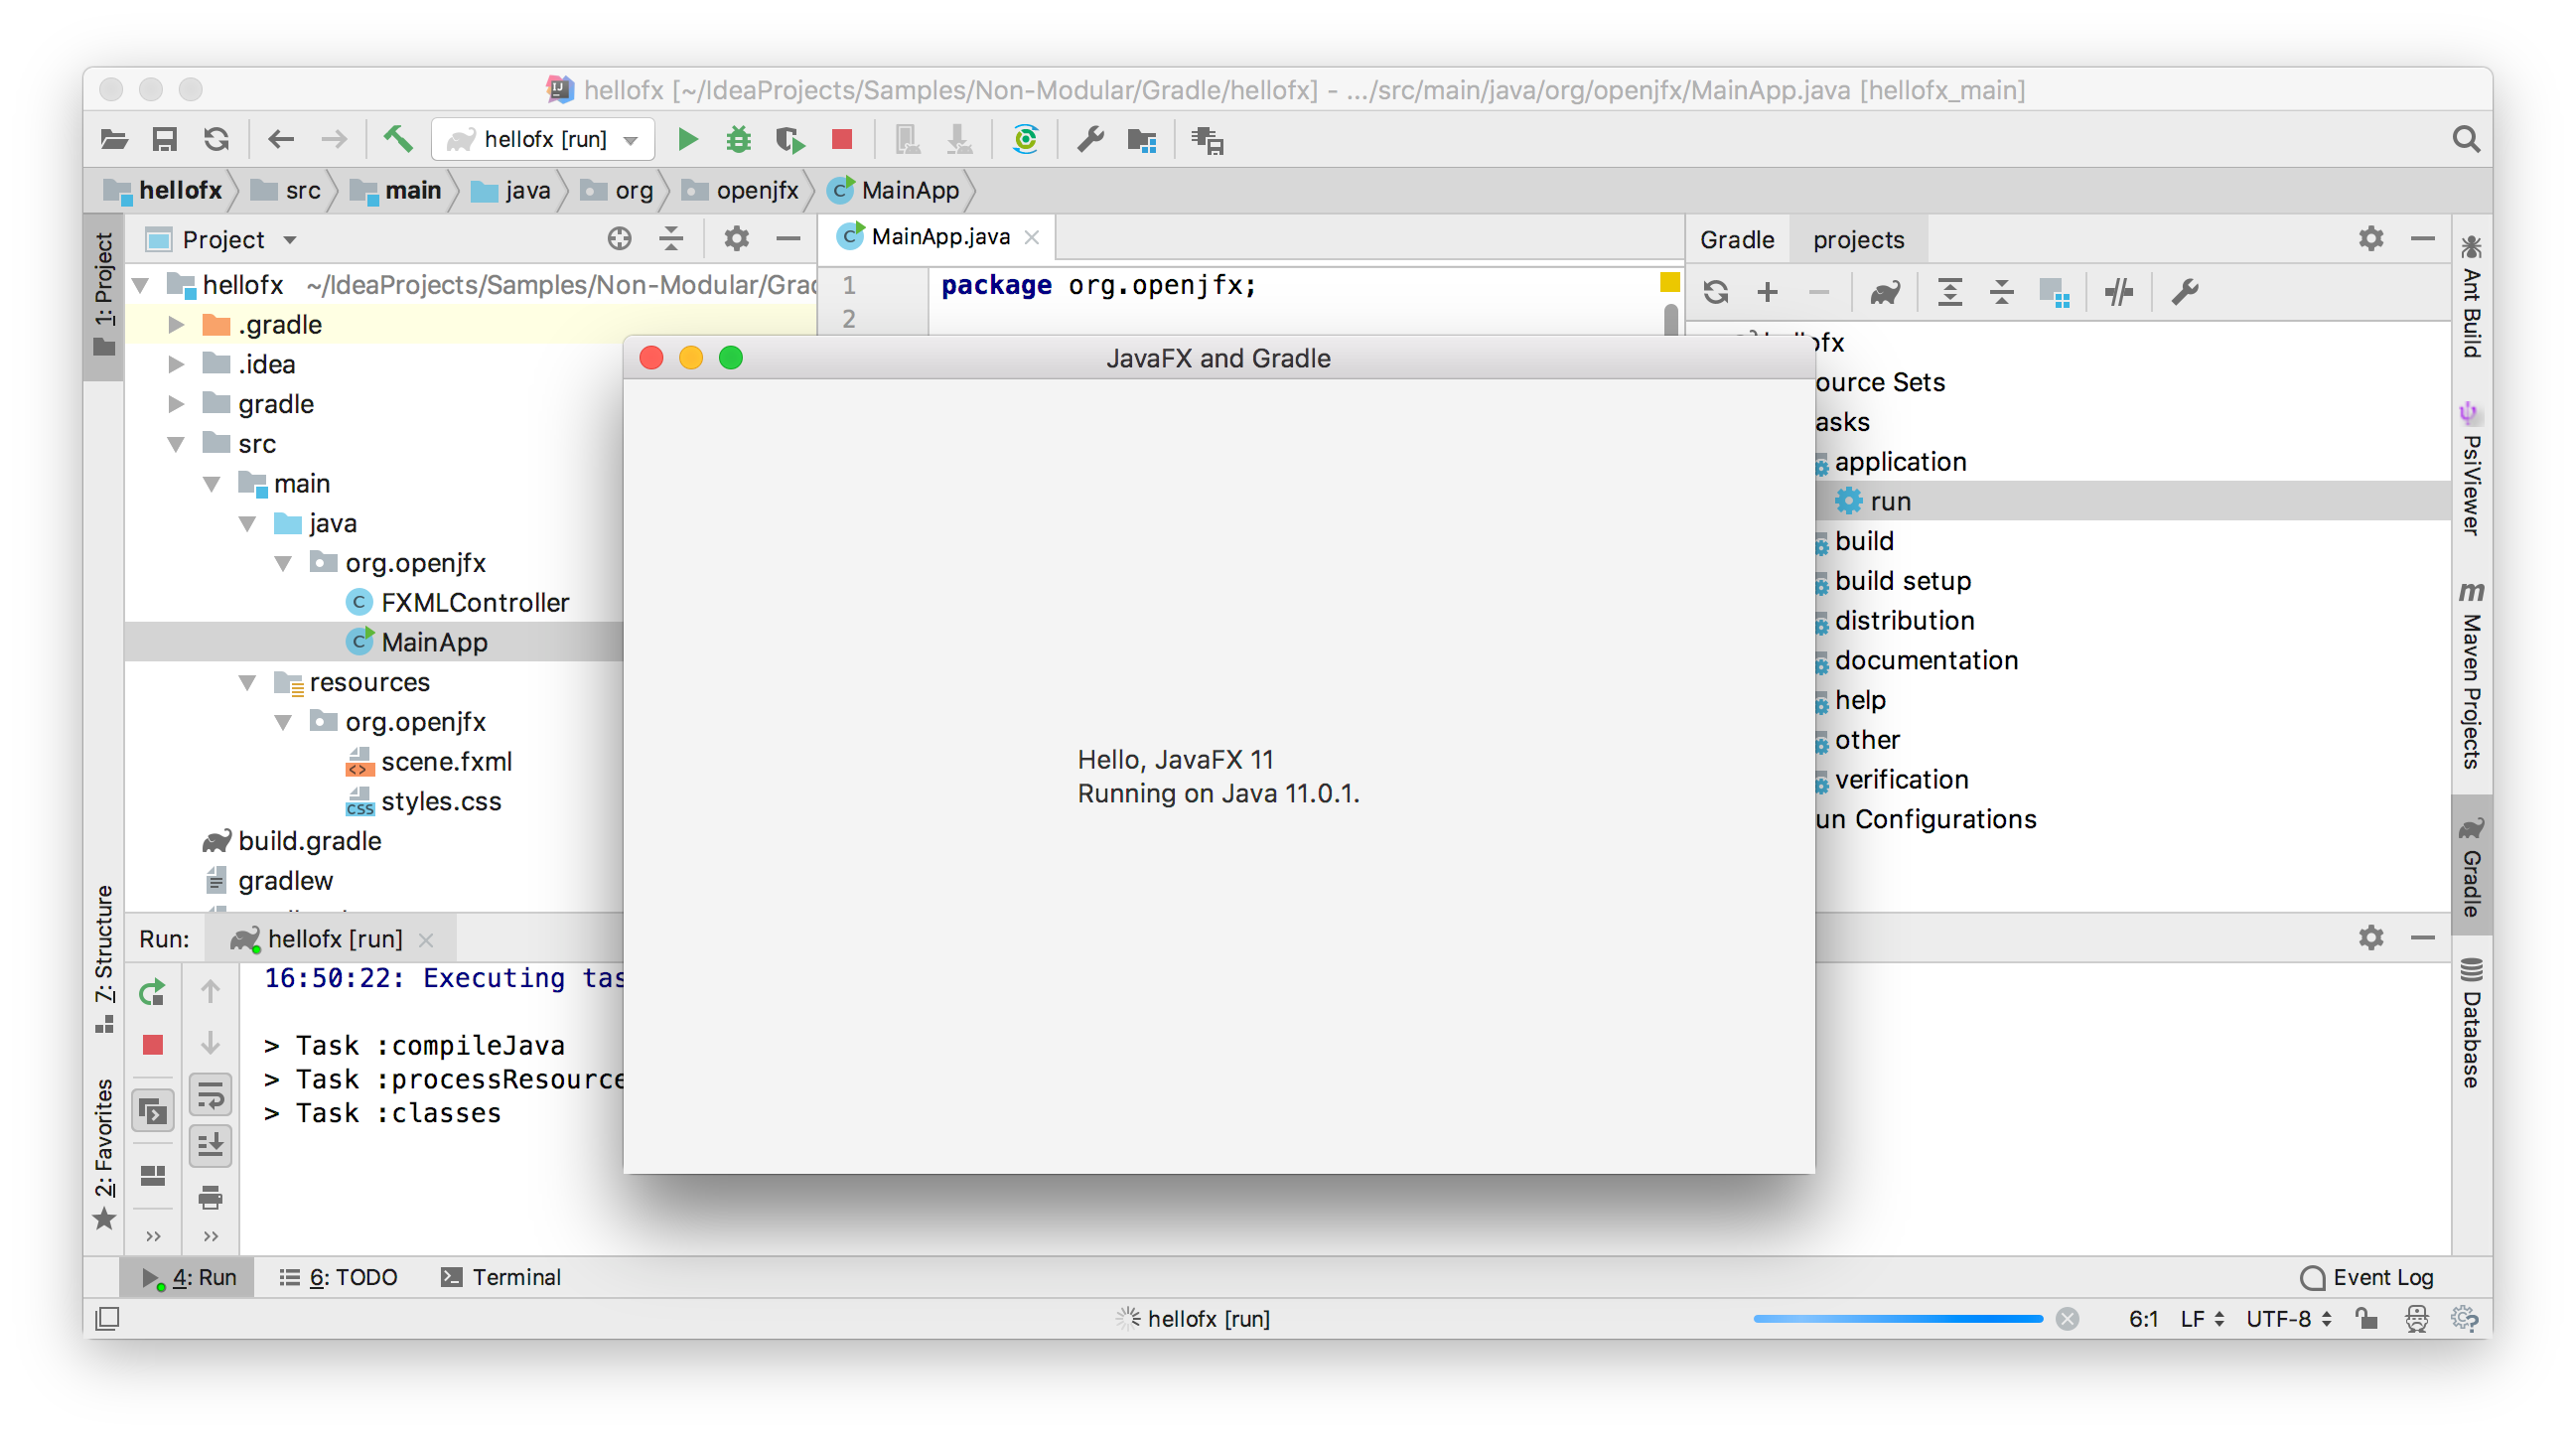 hellofx [~/IdeaProjects/Samples/Non-Modular/Gradle/hellofx] - .../src/main/java/org/openjfx/MainApp.java [hellofx_main]
hellofx [run]
hellofx src main java org openjfx MainApp
1: Project
7: Structure
2: Favorites
Project
hellofx ~/IdeaProjects/Samples/Non-Modular/
.gradle
.idea
gradle
src
main
java
org.openjfx
FXMLController
MainApp
resources
org.openjfx
scene.fxml
styles.css
build.gradle
gradlew
MainApp.java
1 package org.openjfx;
2
JavaFX and Gradle
Hello, JavaFX 11
Running on Java 11.0.1.
Gradle projects
Sets
application
run
build
build setup
distribution
documentation
help
other
verification
Configurations
Ant Build
PsiViewer
Maven Projects
Gradle
Database
Run: hellofx [run]
16:50:22: Executing
> Task :compileJava
> Task :processResource
> Task :classes
4: Run 6: TODO Terminal Event Log
hellofx [run] 6:1 LF UTF-8